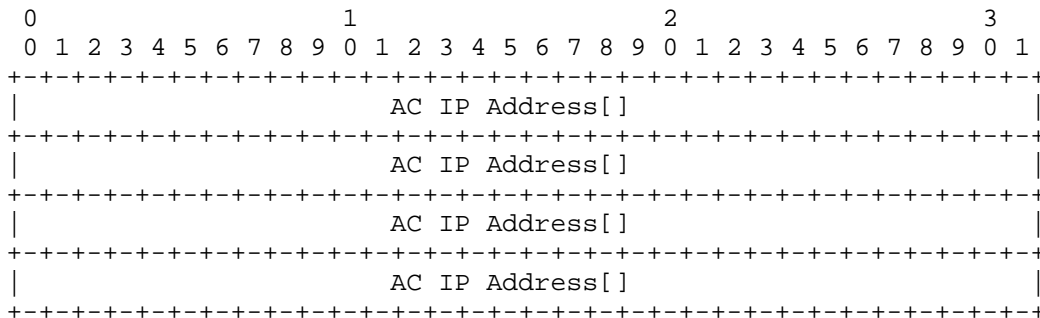 0                   1                   2                   3
 0 1 2 3 4 5 6 7 8 9 0 1 2 3 4 5 6 7 8 9 0 1 2 3 4 5 6 7 8 9 0 1
+-+-+-+-+-+-+-+-+-+-+-+-+-+-+-+-+-+-+-+-+-+-+-+-+-+-+-+-+-+-+-+-+
|                       AC IP Address[]                         |
+-+-+-+-+-+-+-+-+-+-+-+-+-+-+-+-+-+-+-+-+-+-+-+-+-+-+-+-+-+-+-+-+
|                       AC IP Address[]                         |
+-+-+-+-+-+-+-+-+-+-+-+-+-+-+-+-+-+-+-+-+-+-+-+-+-+-+-+-+-+-+-+-+
|                       AC IP Address[]                         |
+-+-+-+-+-+-+-+-+-+-+-+-+-+-+-+-+-+-+-+-+-+-+-+-+-+-+-+-+-+-+-+-+
|                       AC IP Address[]                         |
+-+-+-+-+-+-+-+-+-+-+-+-+-+-+-+-+-+-+-+-+-+-+-+-+-+-+-+-+-+-+-+-+